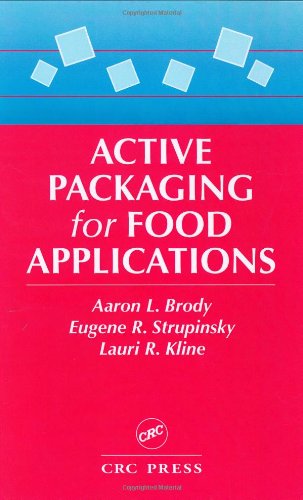 ACTIVE
PACKAGING
for FOOD
APPLICATIONS
Aaron L. Brody
Eugene R. Strupinsky
Lauri R. Kline
CRC
CRC PRESS